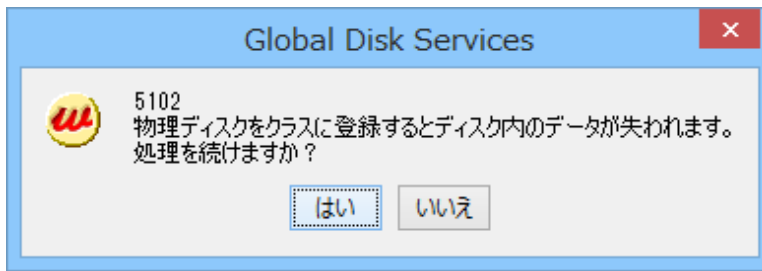 Global Disk Services
5102
物理ディスクをクラスに登録するとディスク内のデータが失われます。
処理を続けますか？
はい いいえ